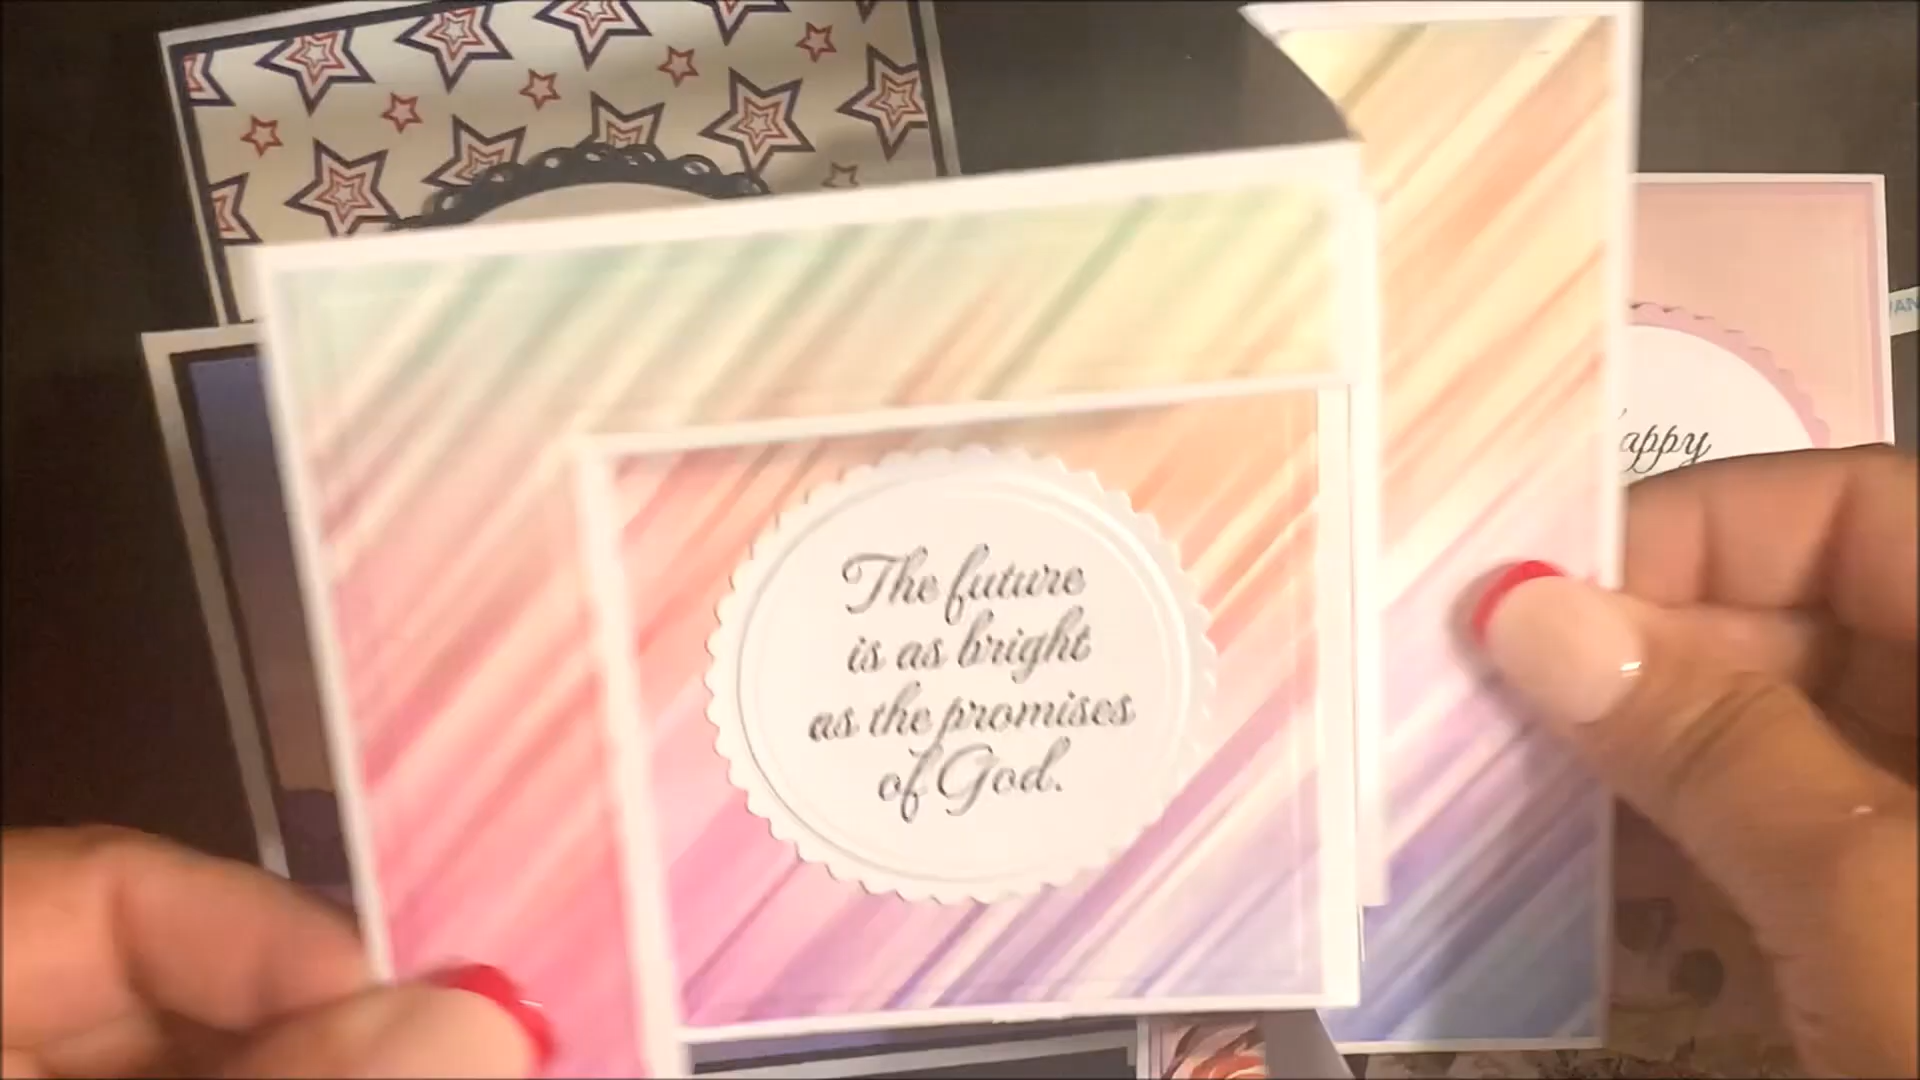 The future
is as bright
as the promises
of God.
appy